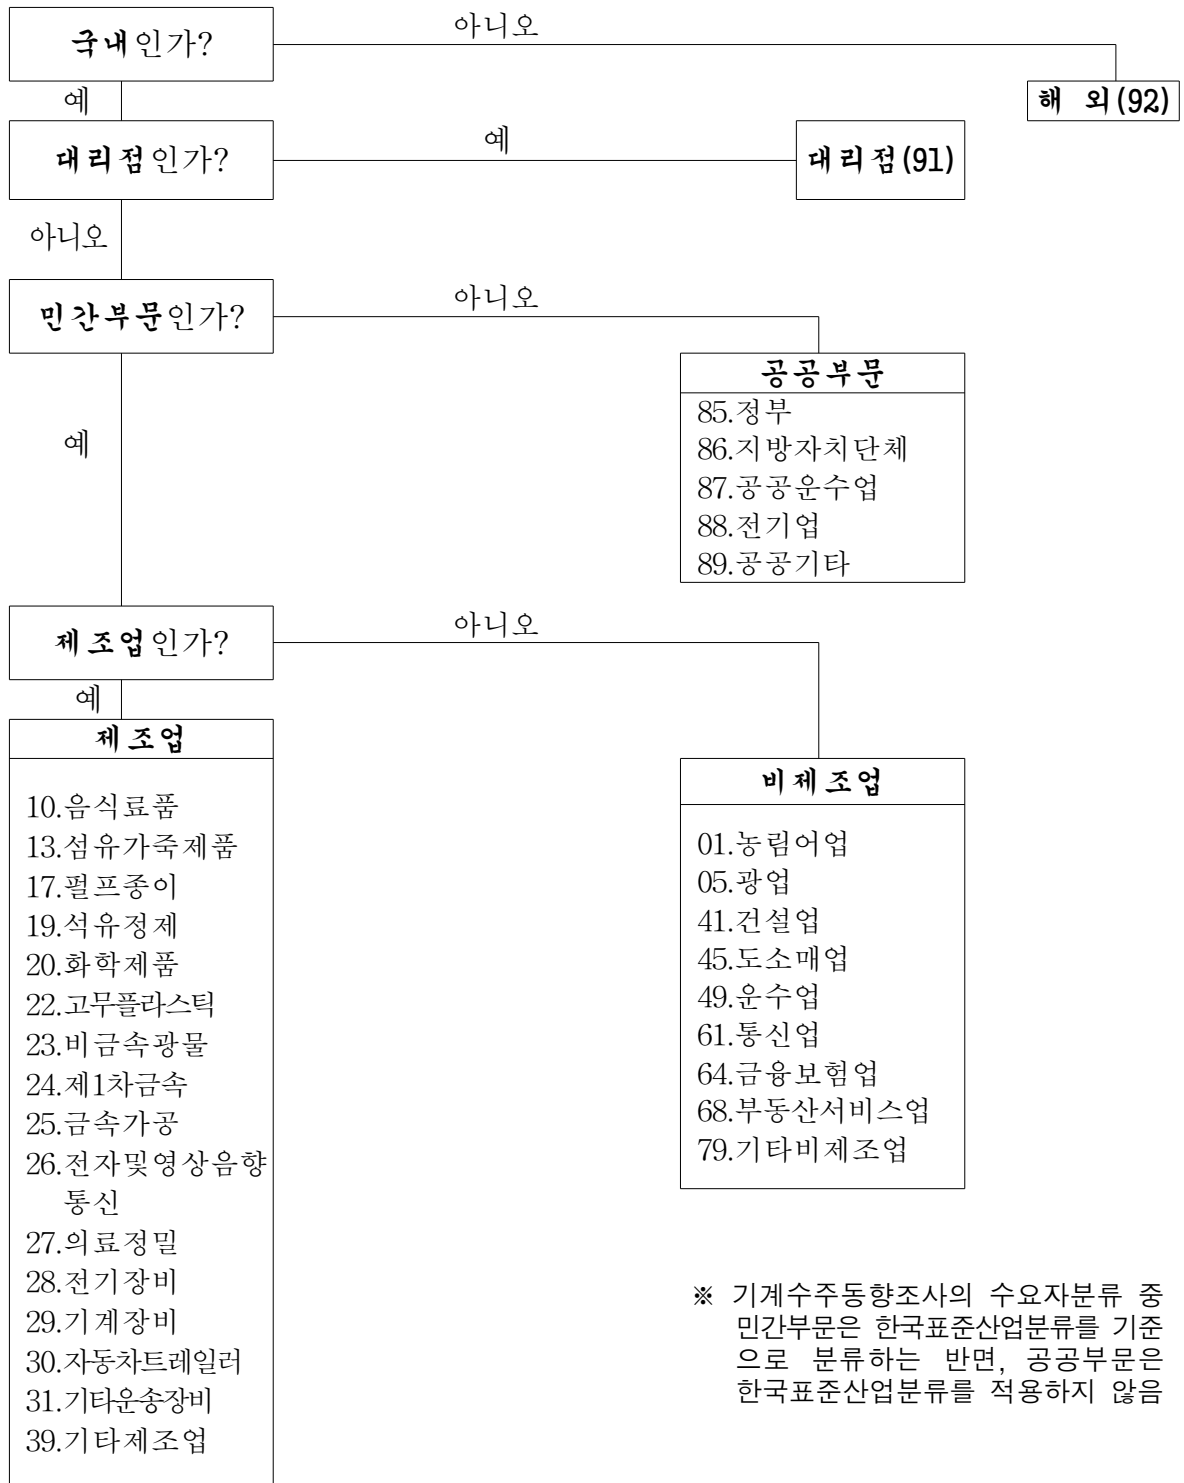 국내인가?
아니오
해 외(92)
예
대리점인가?
예
대리점(91)
아니오
민간부문인가?
아니오
공공부문
85.정부
86.지방자치단체
87.공공운수업
88.전기업
89.공공기타
예
제조업인가?
아니오
예
제조업
10.음식료품
13.섬유가죽제품
17.펄프종이
19.석유정제
20.화학제품
22.고무플라스틱
23.비금속광물
24.제1차금속
25.금속가공
26.전자및영상음향
통신
27.의료정밀
28.전기장비
29.기계장비
30.자동차트레일러
31.기타운송장비
39.기타제조업
비제조업
01.농림어업
05.광업
41.건설업
45.도소매업
49.운수업
61.통신업
64.금융보험업
68.부동산서비스업
79.기타비제조업
※ 기계수주동향조사의 수요자분류 중
민간부문은 한국표준산업분류를 기준
으로 분류하는 반면, 공공부문은
한국표준산업분류를 적용하지 않음